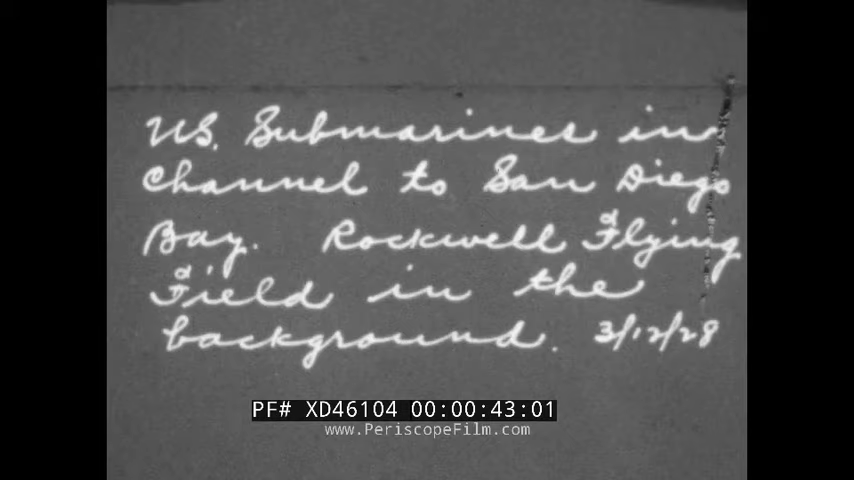 US. Submarines in
Channel to San Diego
Bay. Rockwell Flying
Field in the
background. 3/12/28
PF# XD46104 00:00:43:01
www.PeriscopeFilm.com